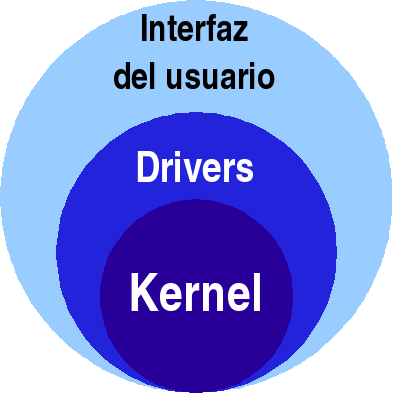 Interfaz
del usuario
Drivers
Kernel